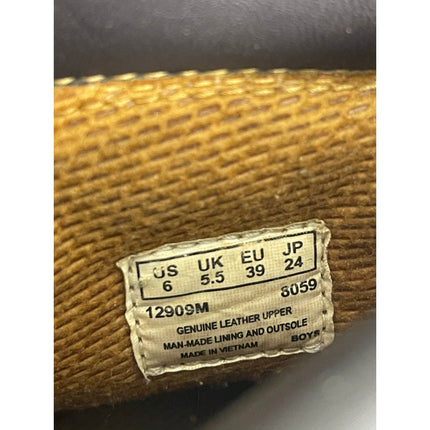 US UK EU JP
6 5.5 39 24
12909M 8059
GENUINE LEATHER UPPER
MAN-MADE LINING AND OUTSOLE
MADE IN VIETNAM BOYS